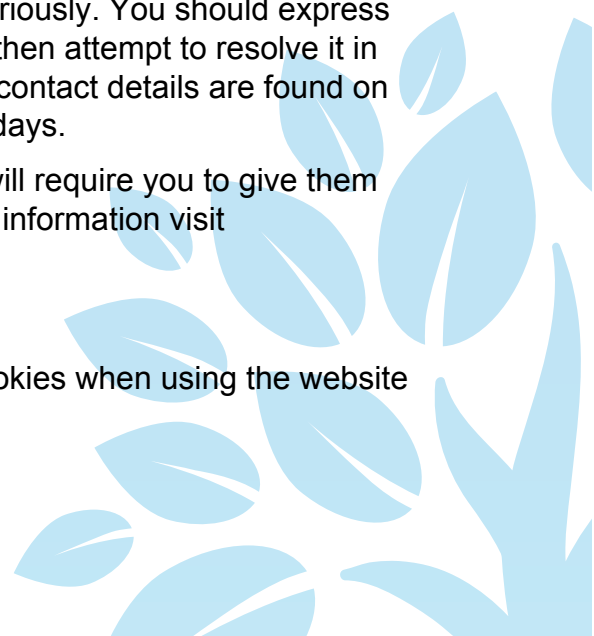 riously. You should express
then attempt to resolve it in
contact details are found on
days.
will require you to give them
information visit
okies when using the website